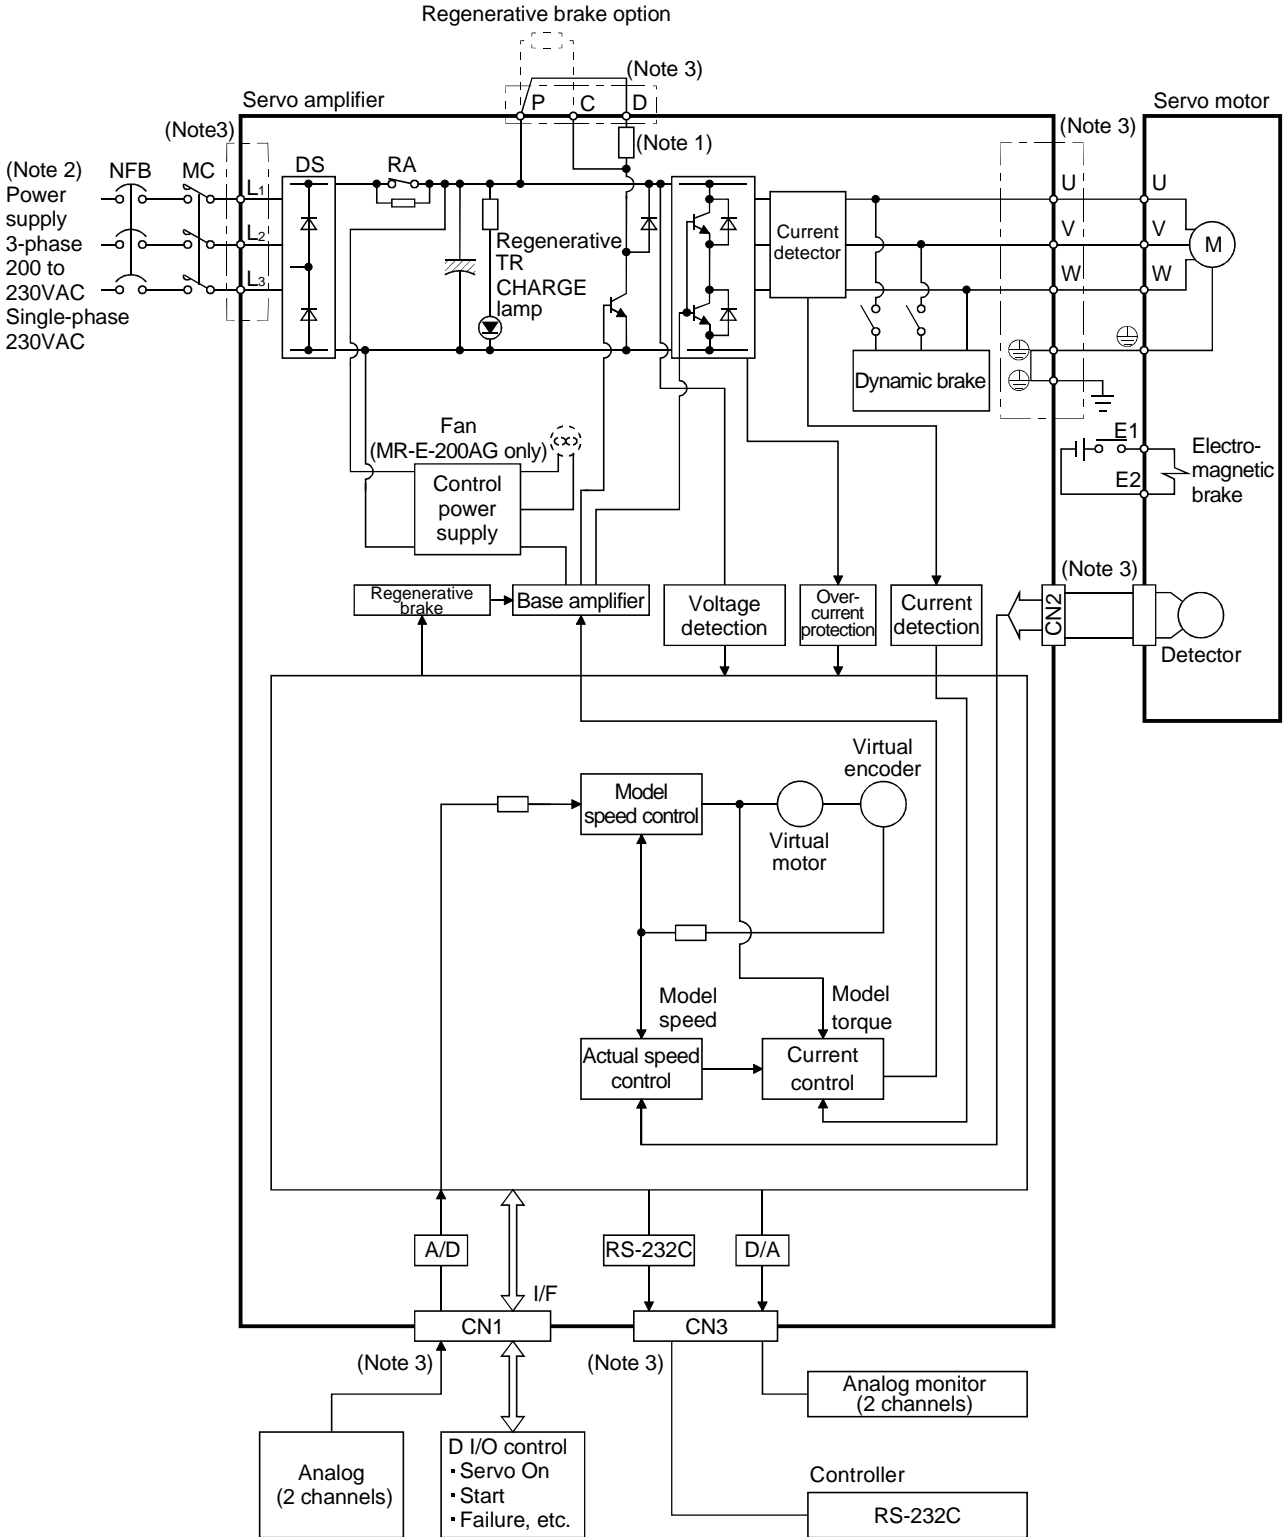 Regenerative brake option
(Note 3)
P
C
D
Servo amplifier
Servo motor
(Note3)
(Note 3)
(Note 1)
(Note 2)
Power
supply
3-phase
200 to
230VAC
Single-phase
230VAC
NFB
MC
DS
RA
L1
L2
L3
Regenerative
TR
CHARGE
lamp
Current
detector
U
V
W
U
V
W
M
Dynamic brake
E1
E2
Electro-
magnetic
brake
Fan
(MR-E-200AG only)
Control
power
supply
Regenerative
brake
Base amplifier
Voltage
detection
Over-
current
protection
Current
detection
(Note 3)
CN2
Detector
Virtual
encoder
Model
speed control
Virtual
motor
Model
speed
Model
torque
Actual speed
control
Current
control
A/D
I/F
RS-232C
D/A
CN1
CN3
(Note 3)
(Note 3)
Analog monitor
(2 channels)
Analog
(2 channels)
D I/O control
· Servo On
· Start
· Failure, etc.
Controller
RS-232C